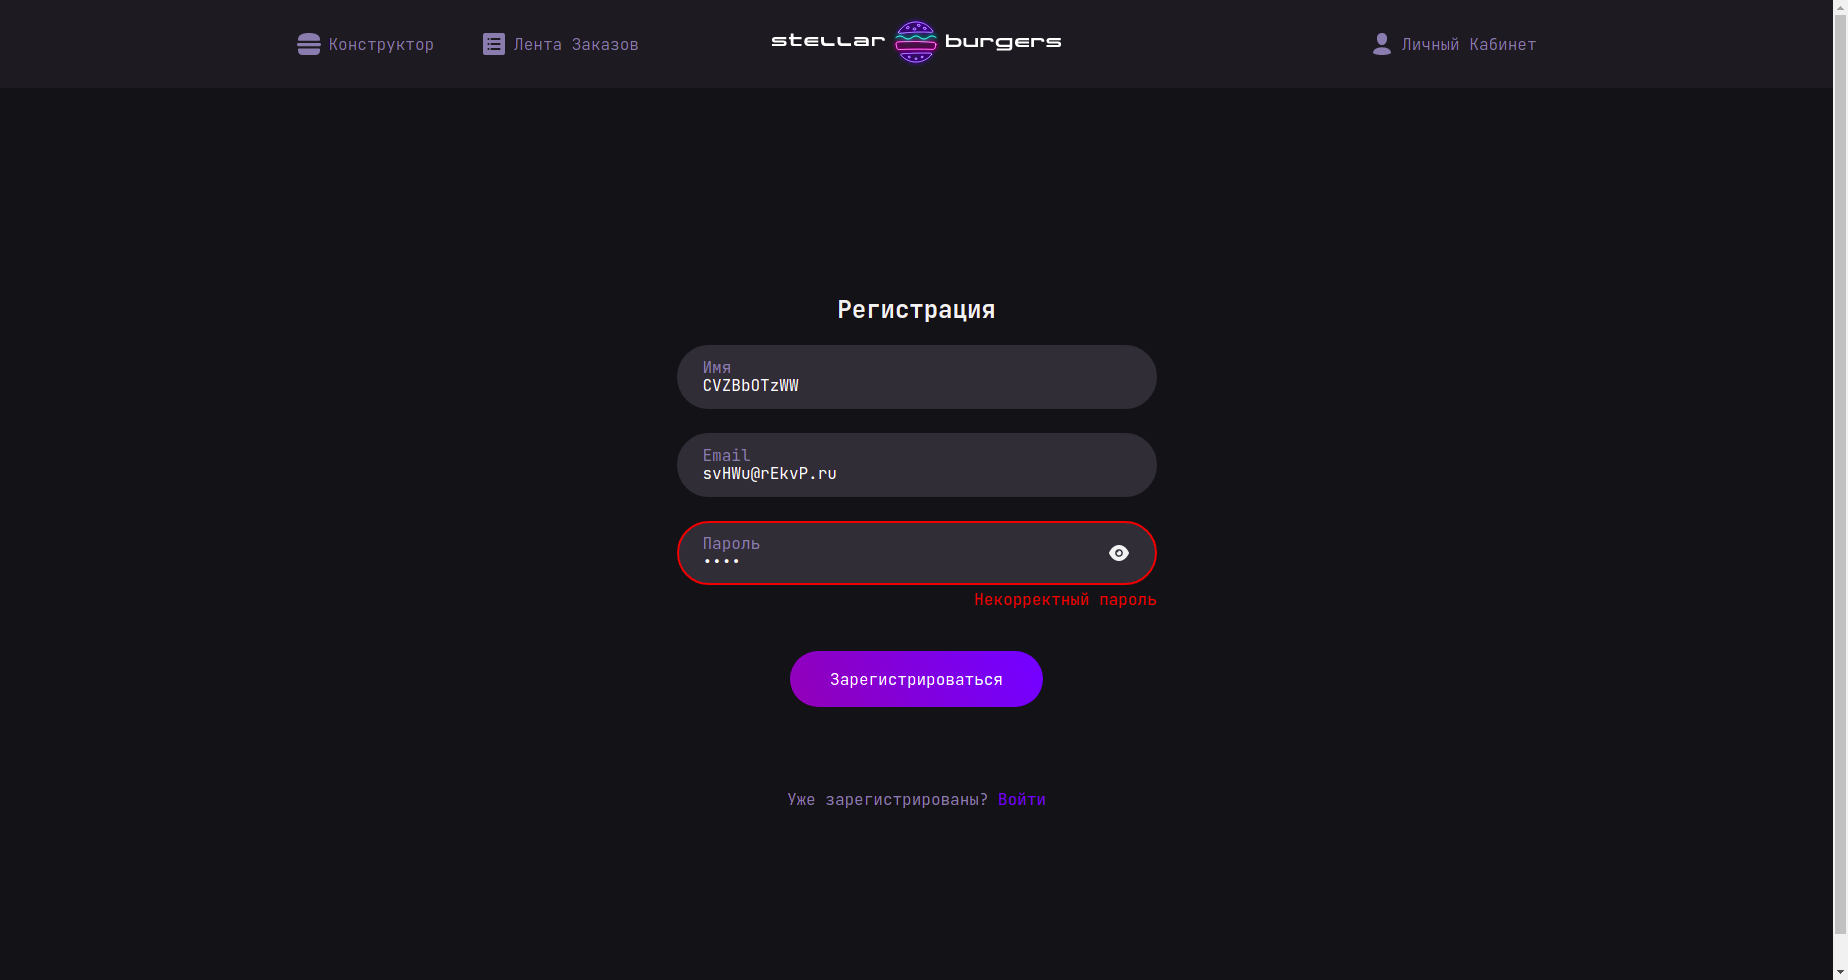 Конструктор
Лента Заказов
stellar burgers
Личный Кабинет
Регистрация
Имя
CVZBbOTzWW
Email
svHWu@rEkvP.ru
Пароль
••••
Некорректный пароль
Зарегистрироваться
Уже зарегистрированы? Войти